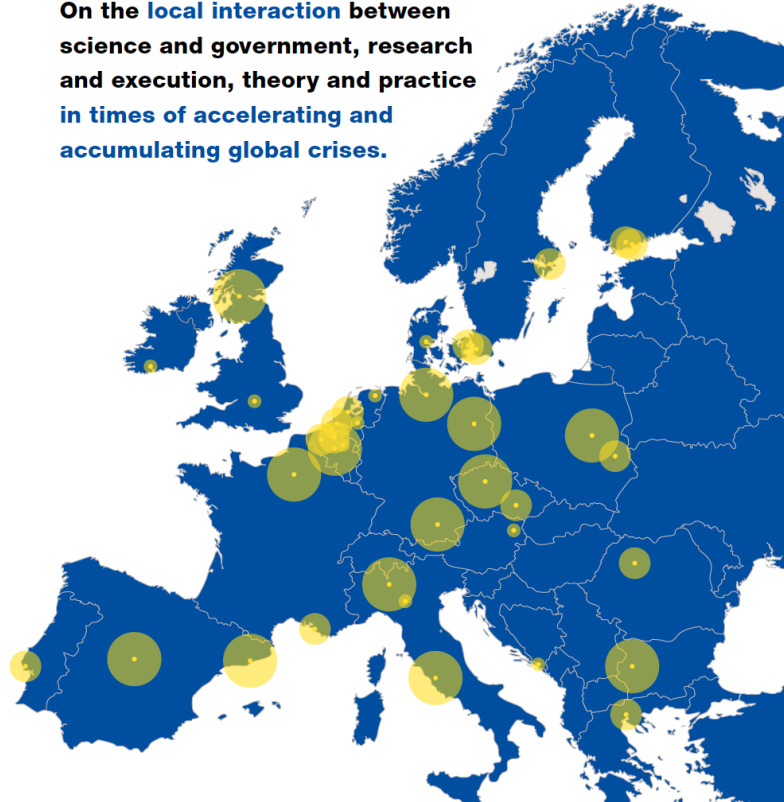 On the local interaction between
science and government, research
and execution, theory and practice
in times of accelerating and
accumulating global crises.